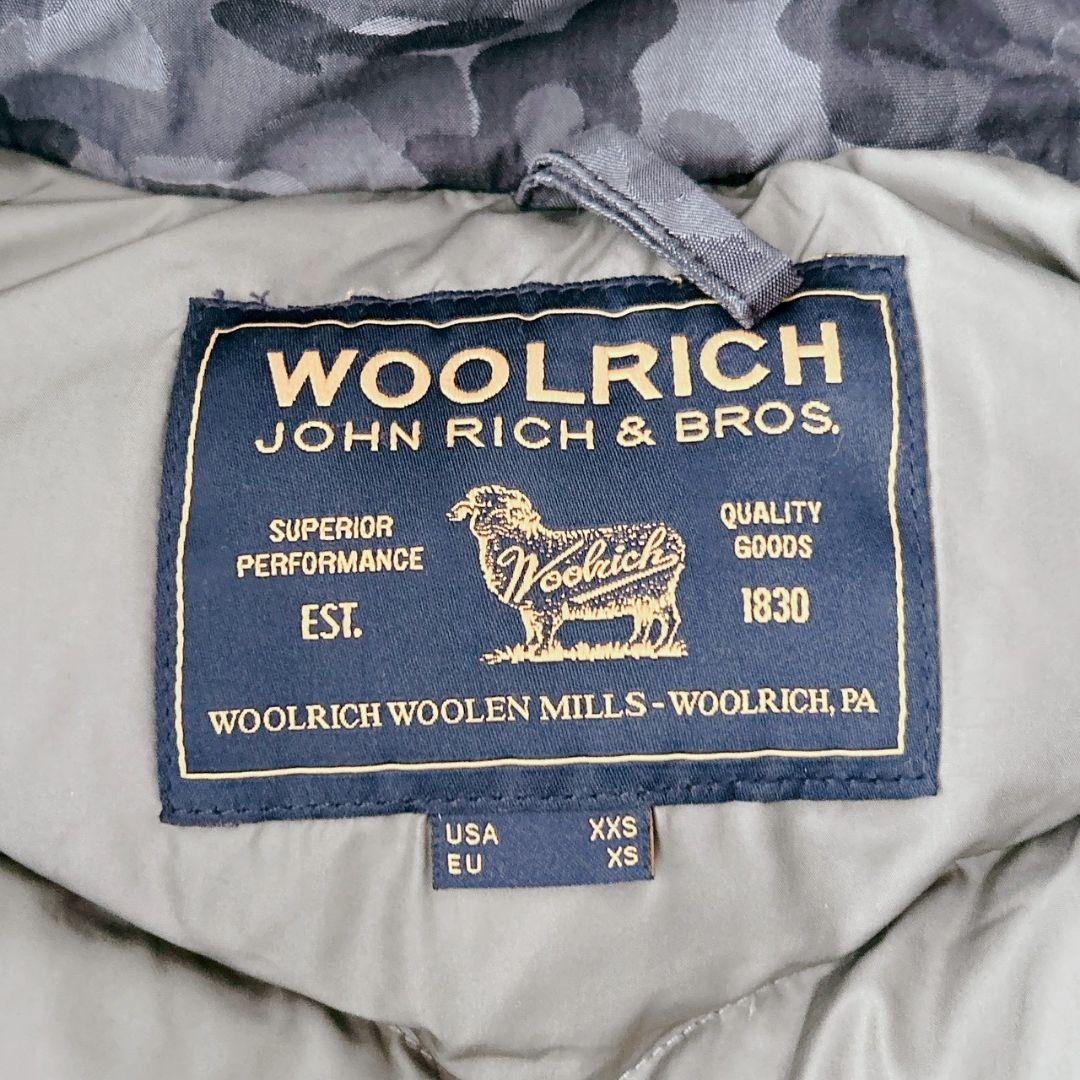 WOOLRICH
JOHN RICH & BROS.
SUPERIOR
PERFORMANCE
EST.
Woolrich
QUALITY
GOODS
1830
WOOLRICH WOOLEN MILLS - WOOLRICH, PA
USA XXS
EU XS